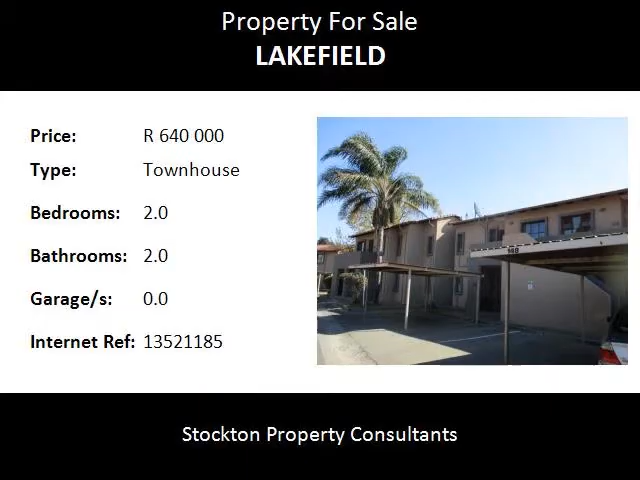 Property For Sale
LAKEFIELD
Price: R 640 000
Type: Townhouse
Bedrooms: 2.0
Bathrooms: 2.0
Garage/s: 0.0
Internet Ref: 13521185
148
Stockton Property Consultants